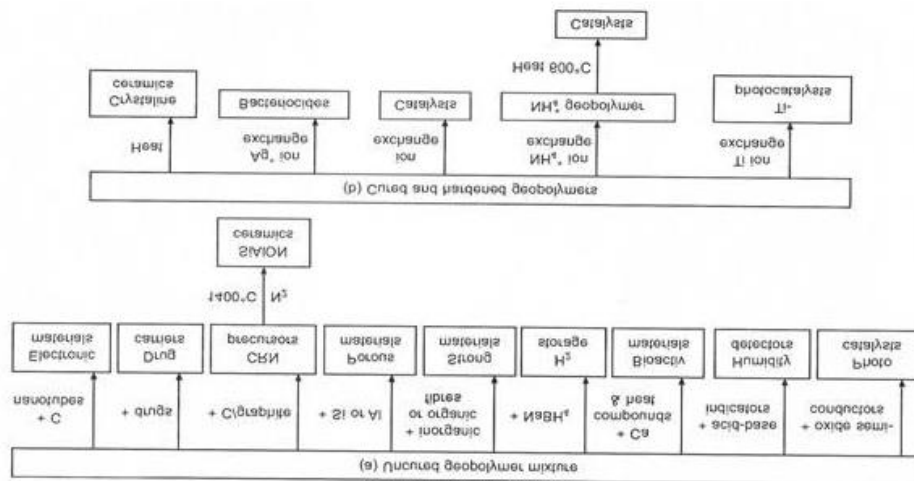 (a) Uncured geopolymer mixture
+ C
nanotubes
+ drugs
+ C/graphite
+ Si or Al
+ inorganic
or organic
fibres
+ NaBH₄
+ Ca
compounds
& heat
+ acid-base
indicators
+ oxide semi-
conductors
Electronic
materials
Drug
carriers
CRN
precursors
Porous
materials
Strong
materials
H₂
storage
Bioactiv
materials
Humidity
detectors
Photo
catalysts
1400°C N₂
SiAlON
ceramics
(b) Cured and hardened geopolymers
Heat
Ag⁺ ion
exchange
ion
exchange
NH₄⁺ ion
exchange
Ti ion
exchange
Crystaline
ceramics
Bacteriocides
Catalysts
NH₄⁺ geopolymer
Ti-
photocatalysts
Heat 600°C
Catalysts